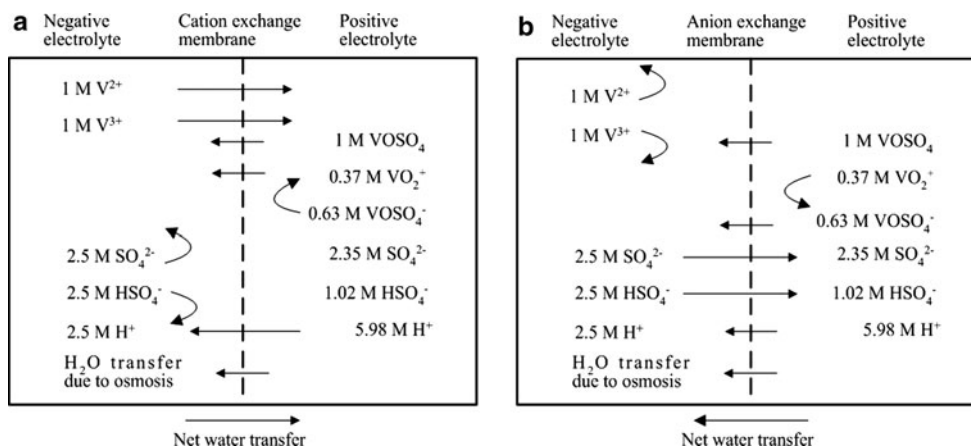 a
Negative
electrolyte
Cation exchange
membrane
Positive
electrolyte
1 M V²⁺
1 M V³⁺
1 M VOSO₄
0.37 M VO₂⁺
0.63 M VOSO₄⁻
2.5 M SO₄²⁻
2.35 M SO₄²⁻
2.5 M HSO₄⁻
1.02 M HSO₄⁻
2.5 M H⁺
5.98 M H⁺
H₂O transfer
due to osmosis
Net water transfer
b
Negative
electrolyte
Anion exchange
membrane
Positive
electrolyte
1 M V²⁺
1 M V³⁺
1 M VOSO₄
0.37 M VO₂⁺
0.63 M VOSO₄⁻
2.5 M SO₄²⁻
2.35 M SO₄²⁻
2.5 M HSO₄⁻
1.02 M HSO₄⁻
2.5 M H⁺
5.98 M H⁺
H₂O transfer
due to osmosis
Net water transfer